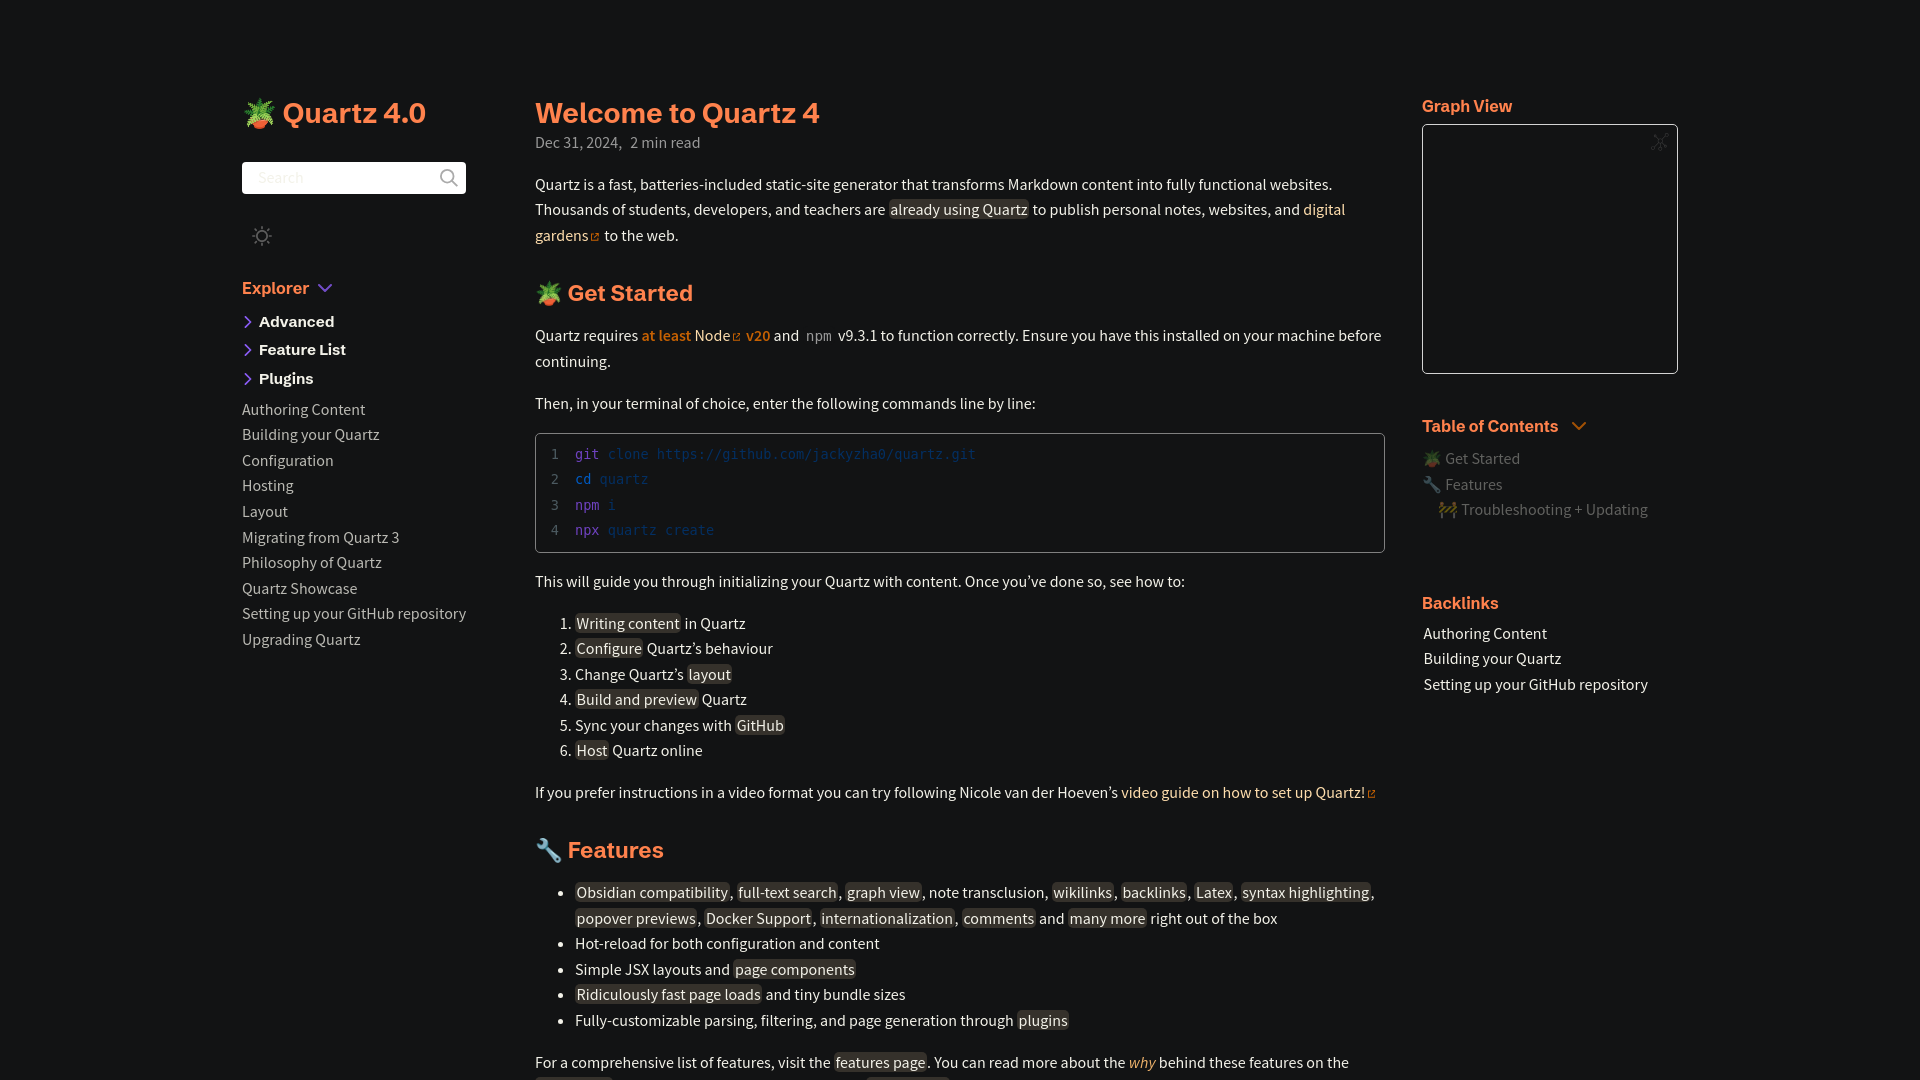 Quartz 4.0
Search
Explorer
Advanced
Feature List
Plugins
Authoring Content
Building your Quartz
Configuration
Hosting
Layout
Migrating from Quartz 3
Philosophy of Quartz
Quartz Showcase
Setting up your GitHub repository
Upgrading Quartz
Welcome to Quartz 4
Dec 31, 2024, 2 min read
Quartz is a fast, batteries-included static-site generator that transforms Markdown content into fully functional websites.
Thousands of students, developers, and teachers are already using Quartz to publish personal notes, websites, and digital
gardens to the web.
Get Started
Quartz requires at least Node v20 and npm v9.3.1 to function correctly. Ensure you have this installed on your machine before
continuing.
Then, in your terminal of choice, enter the following commands line by line:
1 git clone https://github.com/jackyzha0/quartz.git
2 cd quartz
3 npm i
4 npx quartz create
This will guide you through initializing your Quartz with content. Once you’ve done so, see how to:
1. Writing content in Quartz
2. Configure Quartz’s behaviour
3. Change Quartz’s layout
4. Build and preview Quartz
5. Sync your changes with GitHub
6. Host Quartz online
If you prefer instructions in a video format you can try following Nicole van der Hoeven’s video guide on how to set up Quartz!
Features
• Obsidian compatibility, full-text search, graph view, note transclusion, wikilinks, backlinks, Latex, syntax highlighting,
popover previews, Docker Support, internationalization, comments and many more right out of the box
• Hot-reload for both configuration and content
• Simple JSX layouts and page components
• Ridiculously fast page loads and tiny bundle sizes
• Fully-customizable parsing, filtering, and page generation through plugins
For a comprehensive list of features, visit the features page. You can read more about the why behind these features on the
Graph View
Table of Contents
Get Started
Features
Troubleshooting + Updating
Backlinks
Authoring Content
Building your Quartz
Setting up your GitHub repository